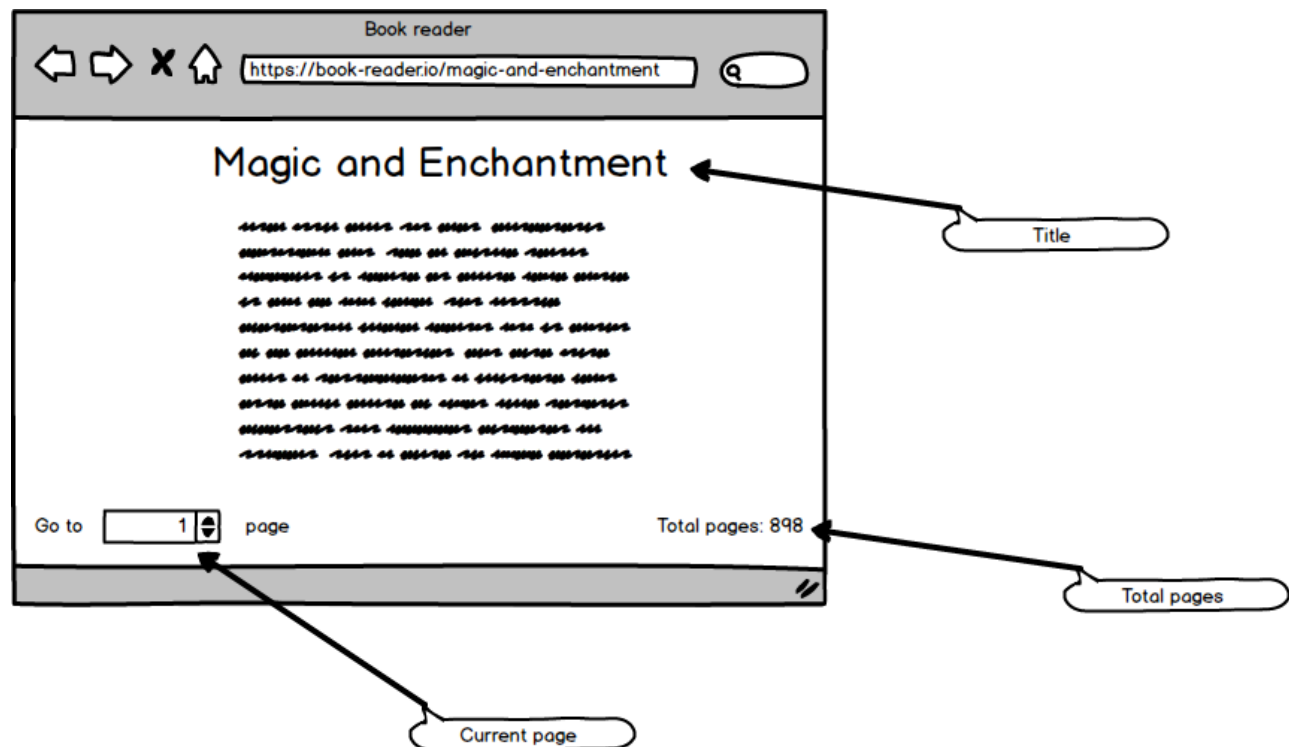 Book reader
https://book-reader.io/magic-and-enchantment
Magic and Enchantment
Title
Go to 1 page
Total pages: 898
Total pages
Current page